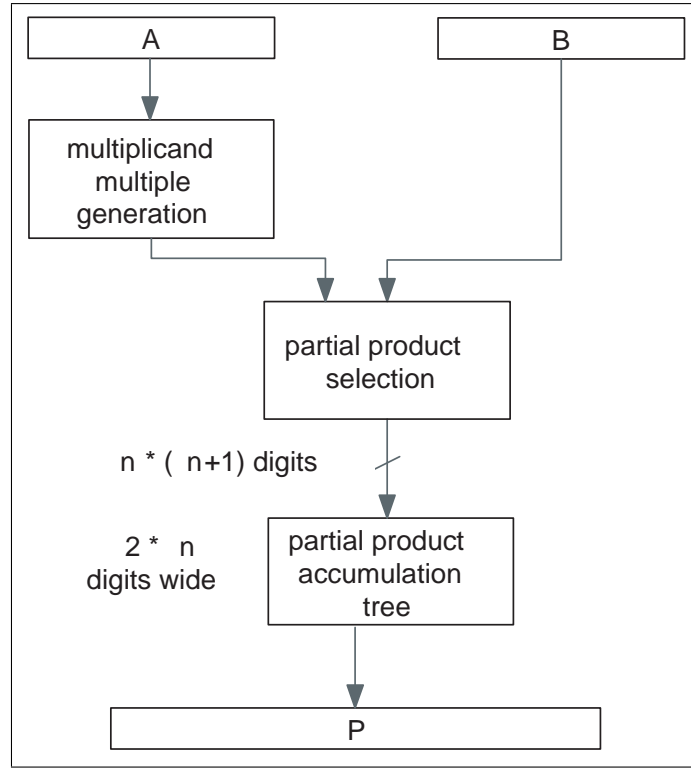 A
B
multiplicand
multiple
generation
partial product
selection
n * ( n+1) digits
2 * n
digits wide
partial product
accumulation
tree
P